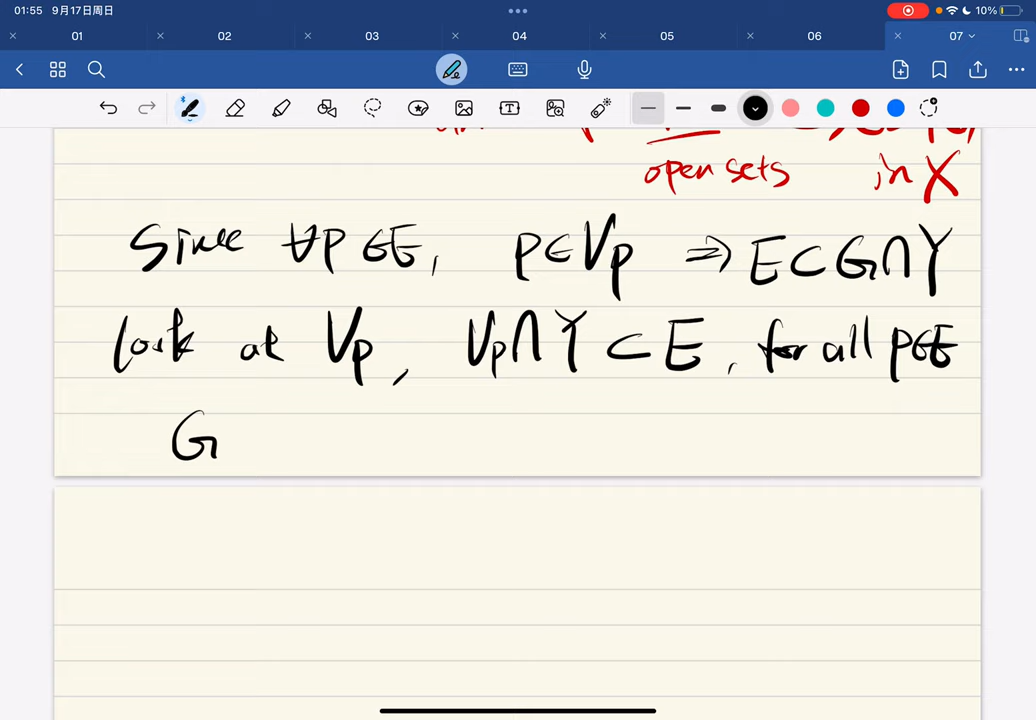 01:55 9月17日周日 10%
01 02 03 04 05 06 07
open sets in X
Since ∀p∈E, p∈Vp ⇒ E⊂G∩Y
look at Vp, Vp∩Y⊂E, for all p∈E
G